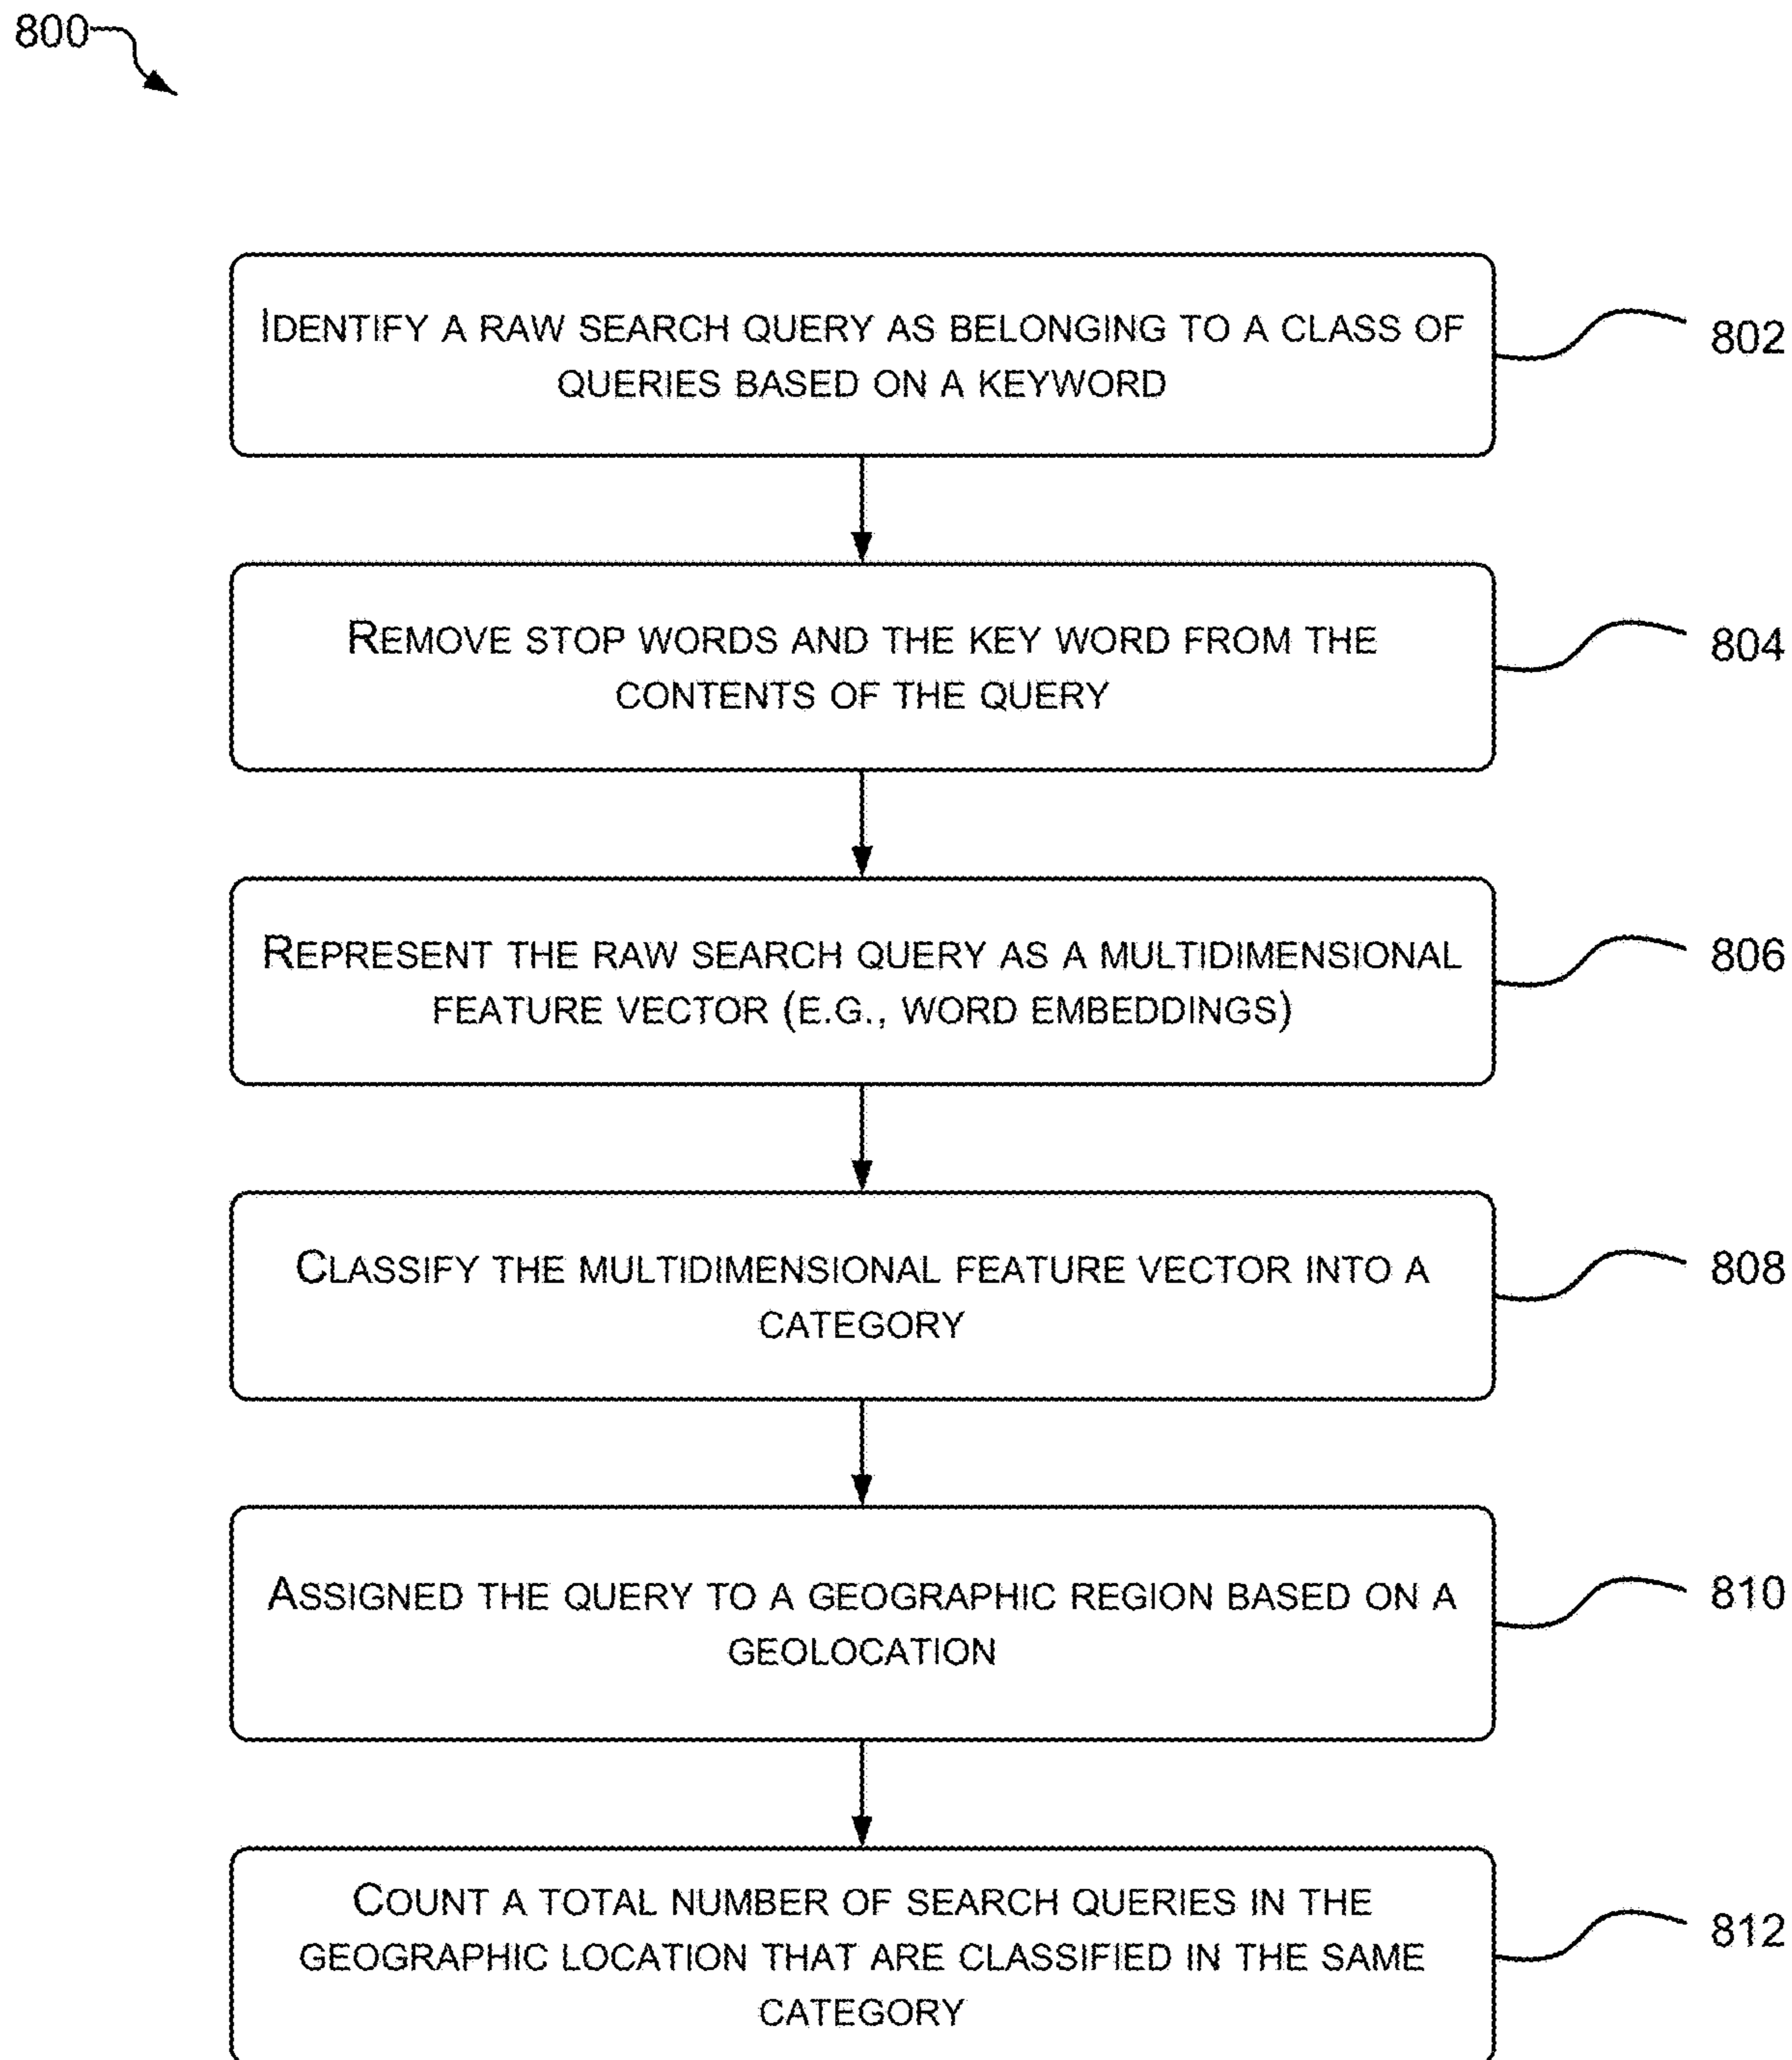 800
IDENTIFY A RAW SEARCH QUERY AS BELONGING TO A CLASS OF
QUERIES BASED ON A KEYWORD
802
REMOVE STOP WORDS AND THE KEY WORD FROM THE
CONTENTS OF THE QUERY
804
REPRESENT THE RAW SEARCH QUERY AS A MULTIDIMENSIONAL
FEATURE VECTOR (E.G., WORD EMBEDDINGS)
806
CLASSIFY THE MULTIDIMENSIONAL FEATURE VECTOR INTO A
CATEGORY
808
ASSIGNED THE QUERY TO A GEOGRAPHIC REGION BASED ON A
GEOLOCATION
810
COUNT A TOTAL NUMBER OF SEARCH QUERIES IN THE
GEOGRAPHIC LOCATION THAT ARE CLASSIFIED IN THE SAME
CATEGORY
812